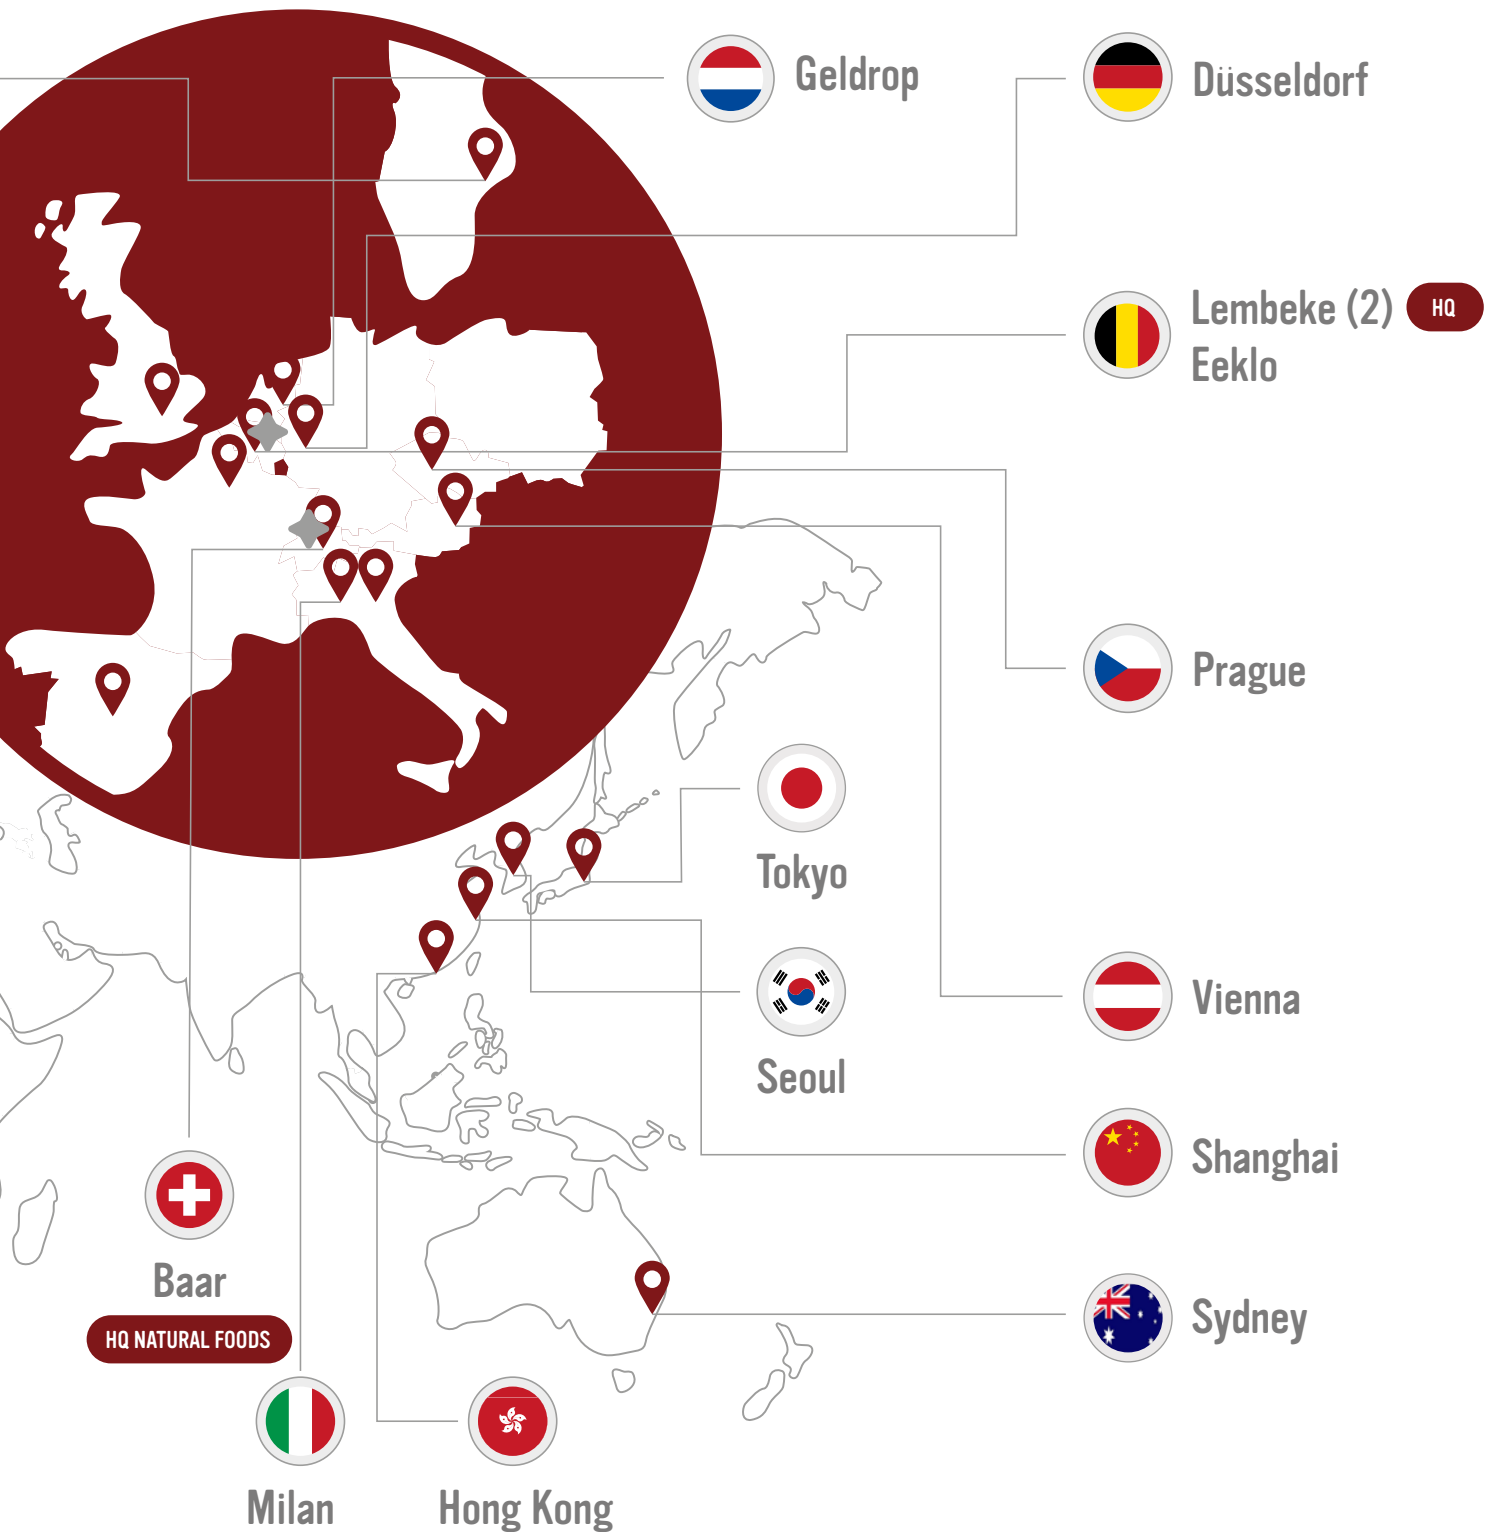 Geldrop
Düsseldorf
Lembeke (2) HQ
Eeklo
Prague
Tokyo
Vienna
Seoul
Shanghai
Baar
HQ NATURAL FOODS
Sydney
Milan
Hong Kong